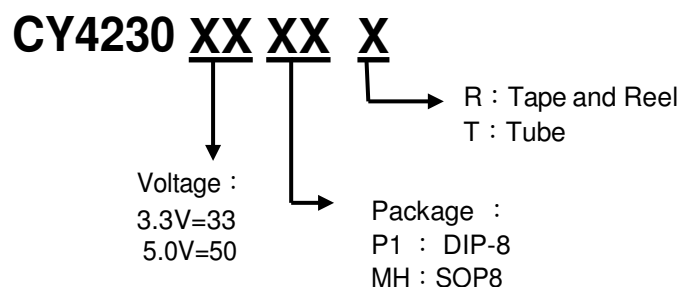 CY4230 XX XX X
R：Tape and Reel
T：Tube
Voltage：
3.3V=33
5.0V=50
Package ：
P1 ： DIP-8
MH：SOP8